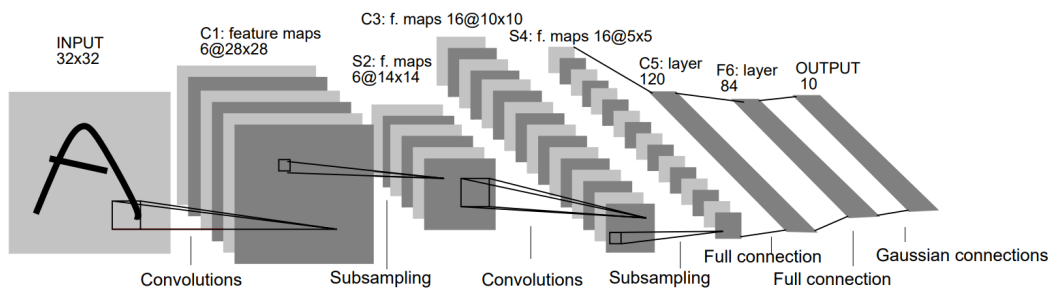 INPUT
32x32
C1: feature maps
6@28x28
S2: f. maps
6@14x14
C3: f. maps 16@10x10
S4: f. maps 16@5x5
C5: layer
120
F6: layer
84
OUTPUT
10
Convolutions
Subsampling
Convolutions
Subsampling
Full connection
Full connection
Gaussian connections